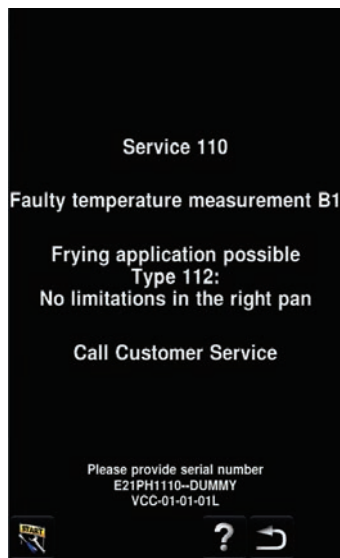 Service 110
Faulty temperature measurement B1
Frying application possible
Type 112:
No limitations in the right pan
Call Customer Service
Please provide serial number
E21PH1110--DUMMY
VCC-01-01-01L
START
?